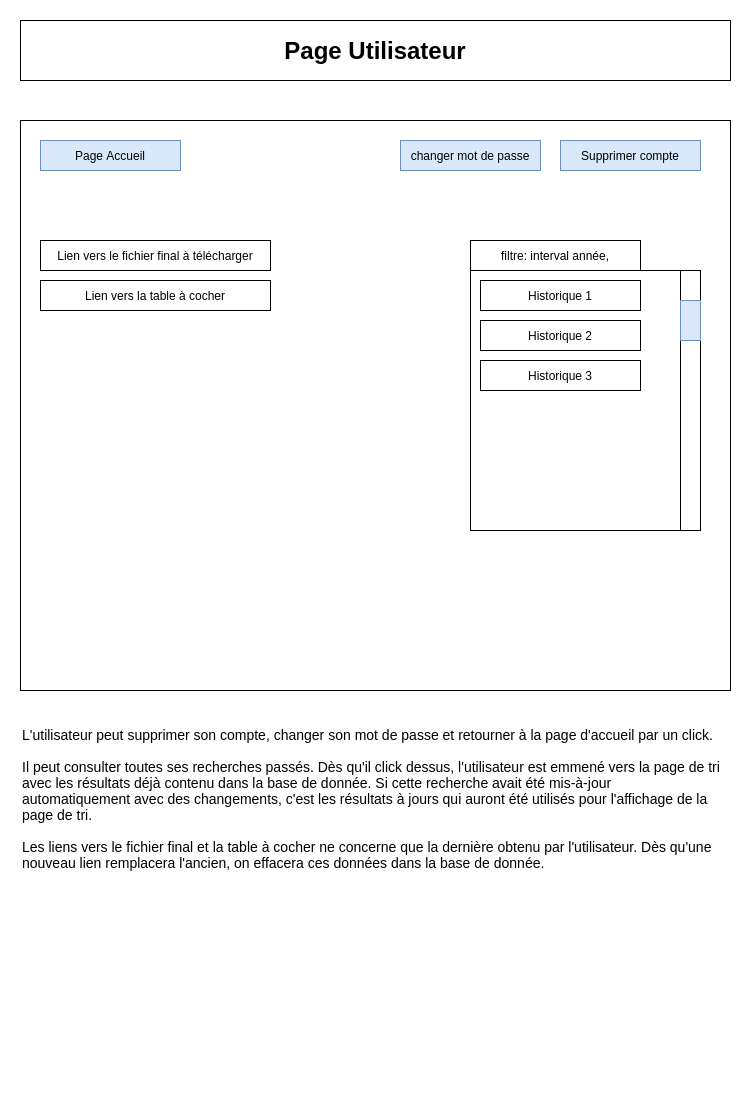 Page Utilisateur
Page Accueil
changer mot de passe
Supprimer compte
Lien vers le fichier final à télécharger
Lien vers la table à cocher
filtre: interval année,
Historique 1
Historique 2
Historique 3
L'utilisateur peut supprimer son compte, changer son mot de passe et retourner à la page d'accueil par un click.
Il peut consulter toutes ses recherches passés. Dès qu'il click dessus, l'utilisateur est emmené vers la page de tri
avec les résultats déjà contenu dans la base de donnée. Si cette recherche avait été mis-à-jour
automatiquement avec des changements, c'est les résultats à jours qui auront été utilisés pour l'affichage de la
page de tri.
Les liens vers le fichier final et la table à cocher ne concerne que la dernière obtenu par l'utilisateur. Dès qu'une
nouveau lien remplacera l'ancien, on effacera ces données dans la base de donnée.